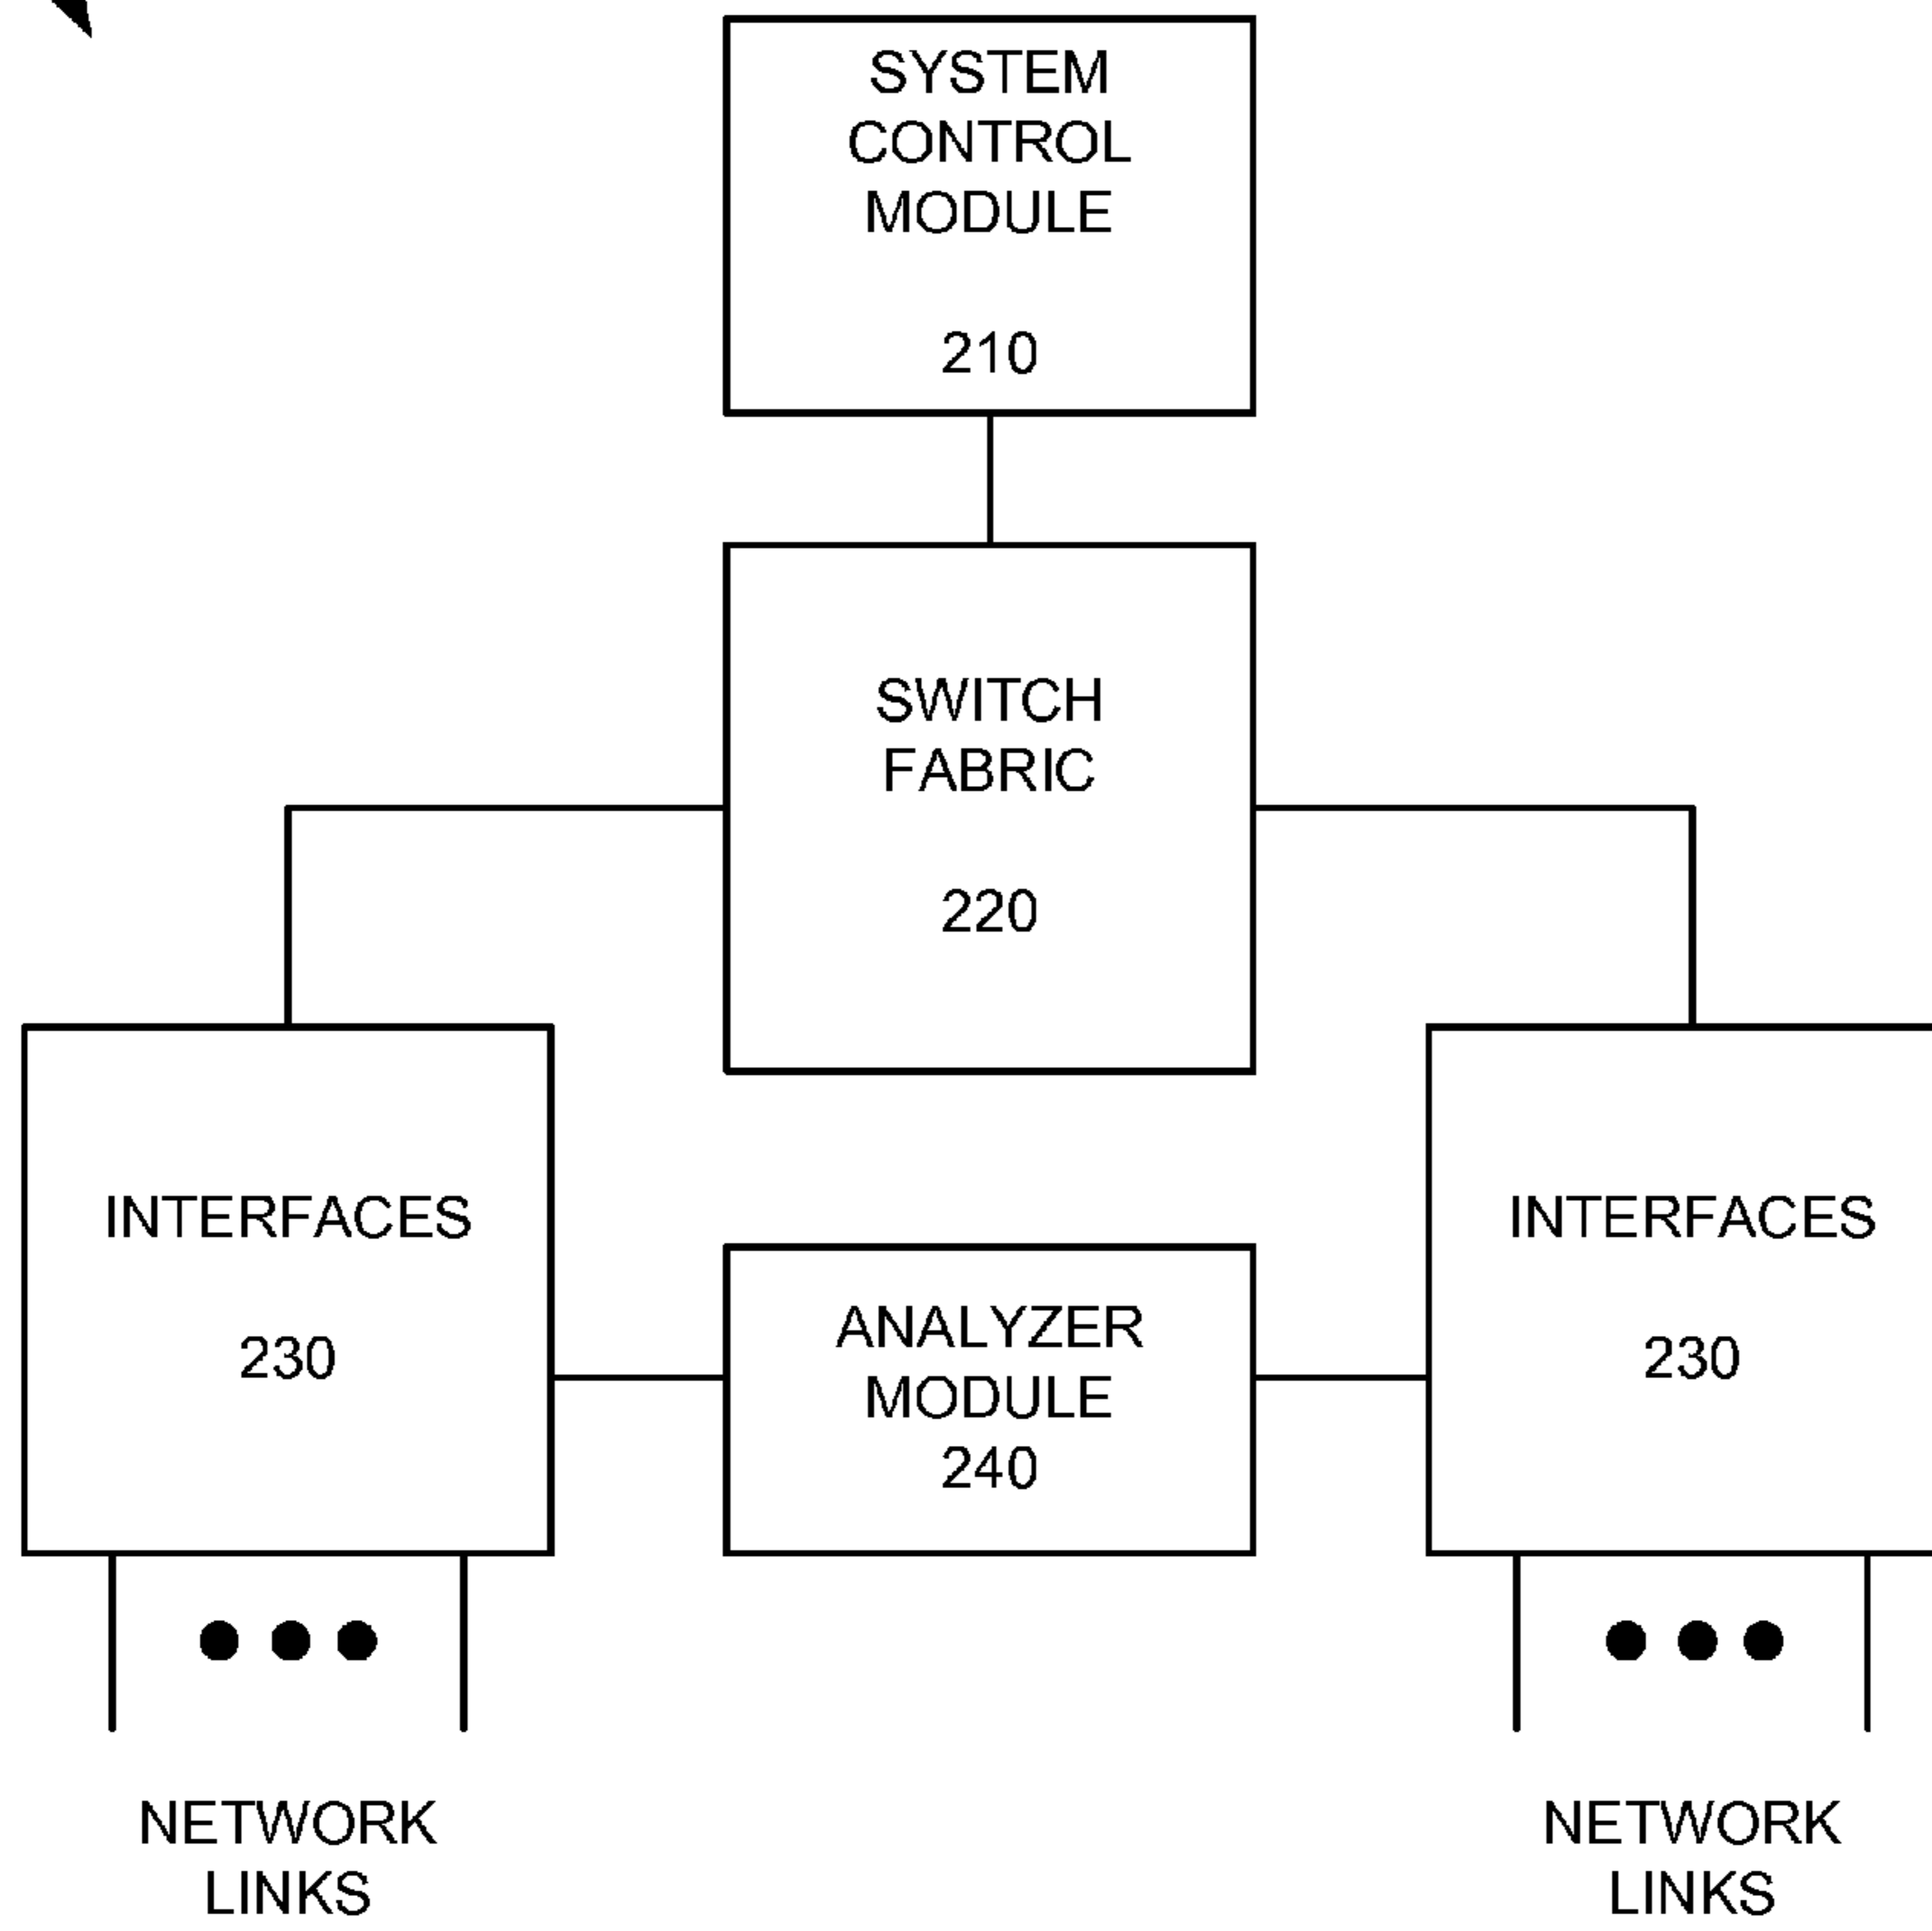 SYSTEM
CONTROL
MODULE
210
SWITCH
FABRIC
220
INTERFACES
230
ANALYZER
MODULE
240
INTERFACES
230
NETWORK
LINKS
NETWORK
LINKS